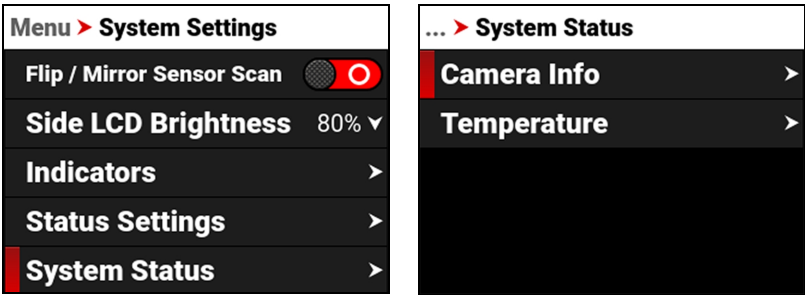 Menu ➤ System Settings
Flip / Mirror Sensor Scan
Side LCD Brightness 80%
Indicators
Status Settings
System Status
... ➤ System Status
Camera Info
Temperature